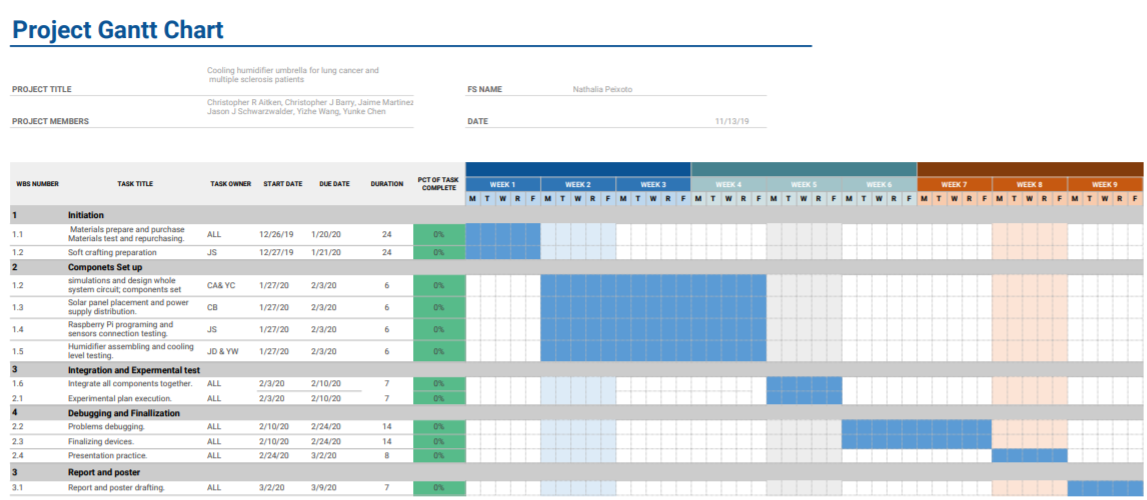 Project Gantt Chart
Cooling humidifier umbrella for lung cancer and
multiple sclerosis patients
PROJECT TITLE
FS NAME Nathalia Peixoto
Christopher R Aitken, Christopher J Barry, Jaime Martinez
Jason J Schwarzwalder, Yizhe Wang, Yunke Chen
PROJECT MEMBERS
DATE 11/13/19
WBS NUMBER TASK TITLE TASK OWNER START DATE DUE DATE DURATION PCT OF TASK COMPLETE
WEEK 1 WEEK 2 WEEK 3 WEEK 4 WEEK 5 WEEK 6 WEEK 7 WEEK 8 WEEK 9
M T W R F M T W R F M T W R F M T W R F M T W R F M T W R F M T W R F M T W R F M T W R F
1 Initiation
1.1 Materials prepare and purchase
Materials test and repurchasing. ALL 12/26/19 1/20/20 24 0%
1.2 Soft crafting preparation JS 12/27/19 1/21/20 24 0%
2 Componets Set up
1.2 simulations and design whole
system circuit; components set CA& YC 1/27/20 2/3/20 6 0%
1.3 Solar panel placement and power
supply distribution. CB 1/27/20 2/3/20 6 0%
1.4 Raspberry Pi programing and
sensors connection testing. JS 1/27/20 2/3/20 6 0%
1.5 Humidifier assembling and cooling
level testing. JD & YW 1/27/20 2/3/20 6 0%
3 Integration and Expermental test
1.6 Integrate all components together. ALL 2/3/20 2/10/20 7 0%
2.1 Experimental plan execution. ALL 2/3/20 2/10/20 7 0%
4 Debugging and Finallization
2.2 Problems debugging. ALL 2/10/20 2/24/20 14 0%
2.3 Finalizing devices. ALL 2/10/20 2/24/20 14 0%
2.4 Presentation practice. ALL 2/24/20 3/2/20 8 0%
3 Report and poster
3.1 Report and poster drafting. ALL 3/2/20 3/9/20 7 0%